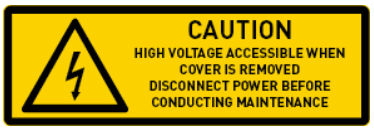 CAUTION
HIGH VOLTAGE ACCESSIBLE WHEN
COVER IS REMOVED
DISCONNECT POWER BEFORE
CONDUCTING MAINTENANCE